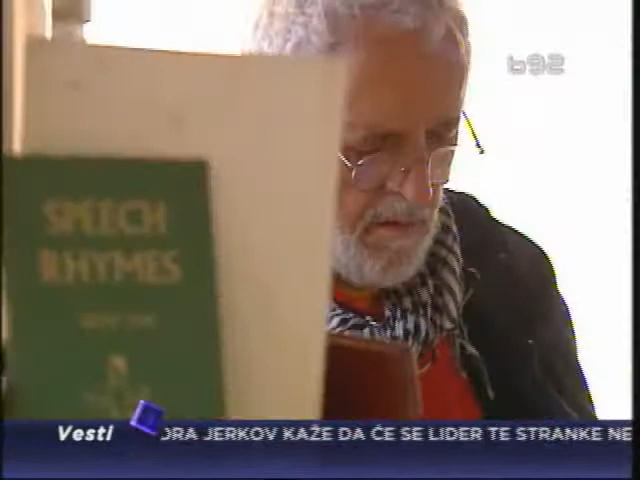 b92
SPEECH
RHYMES
Vesti
ORA JERKOV KAŽE DA ĆE SE LIDER TE STRANKE NE